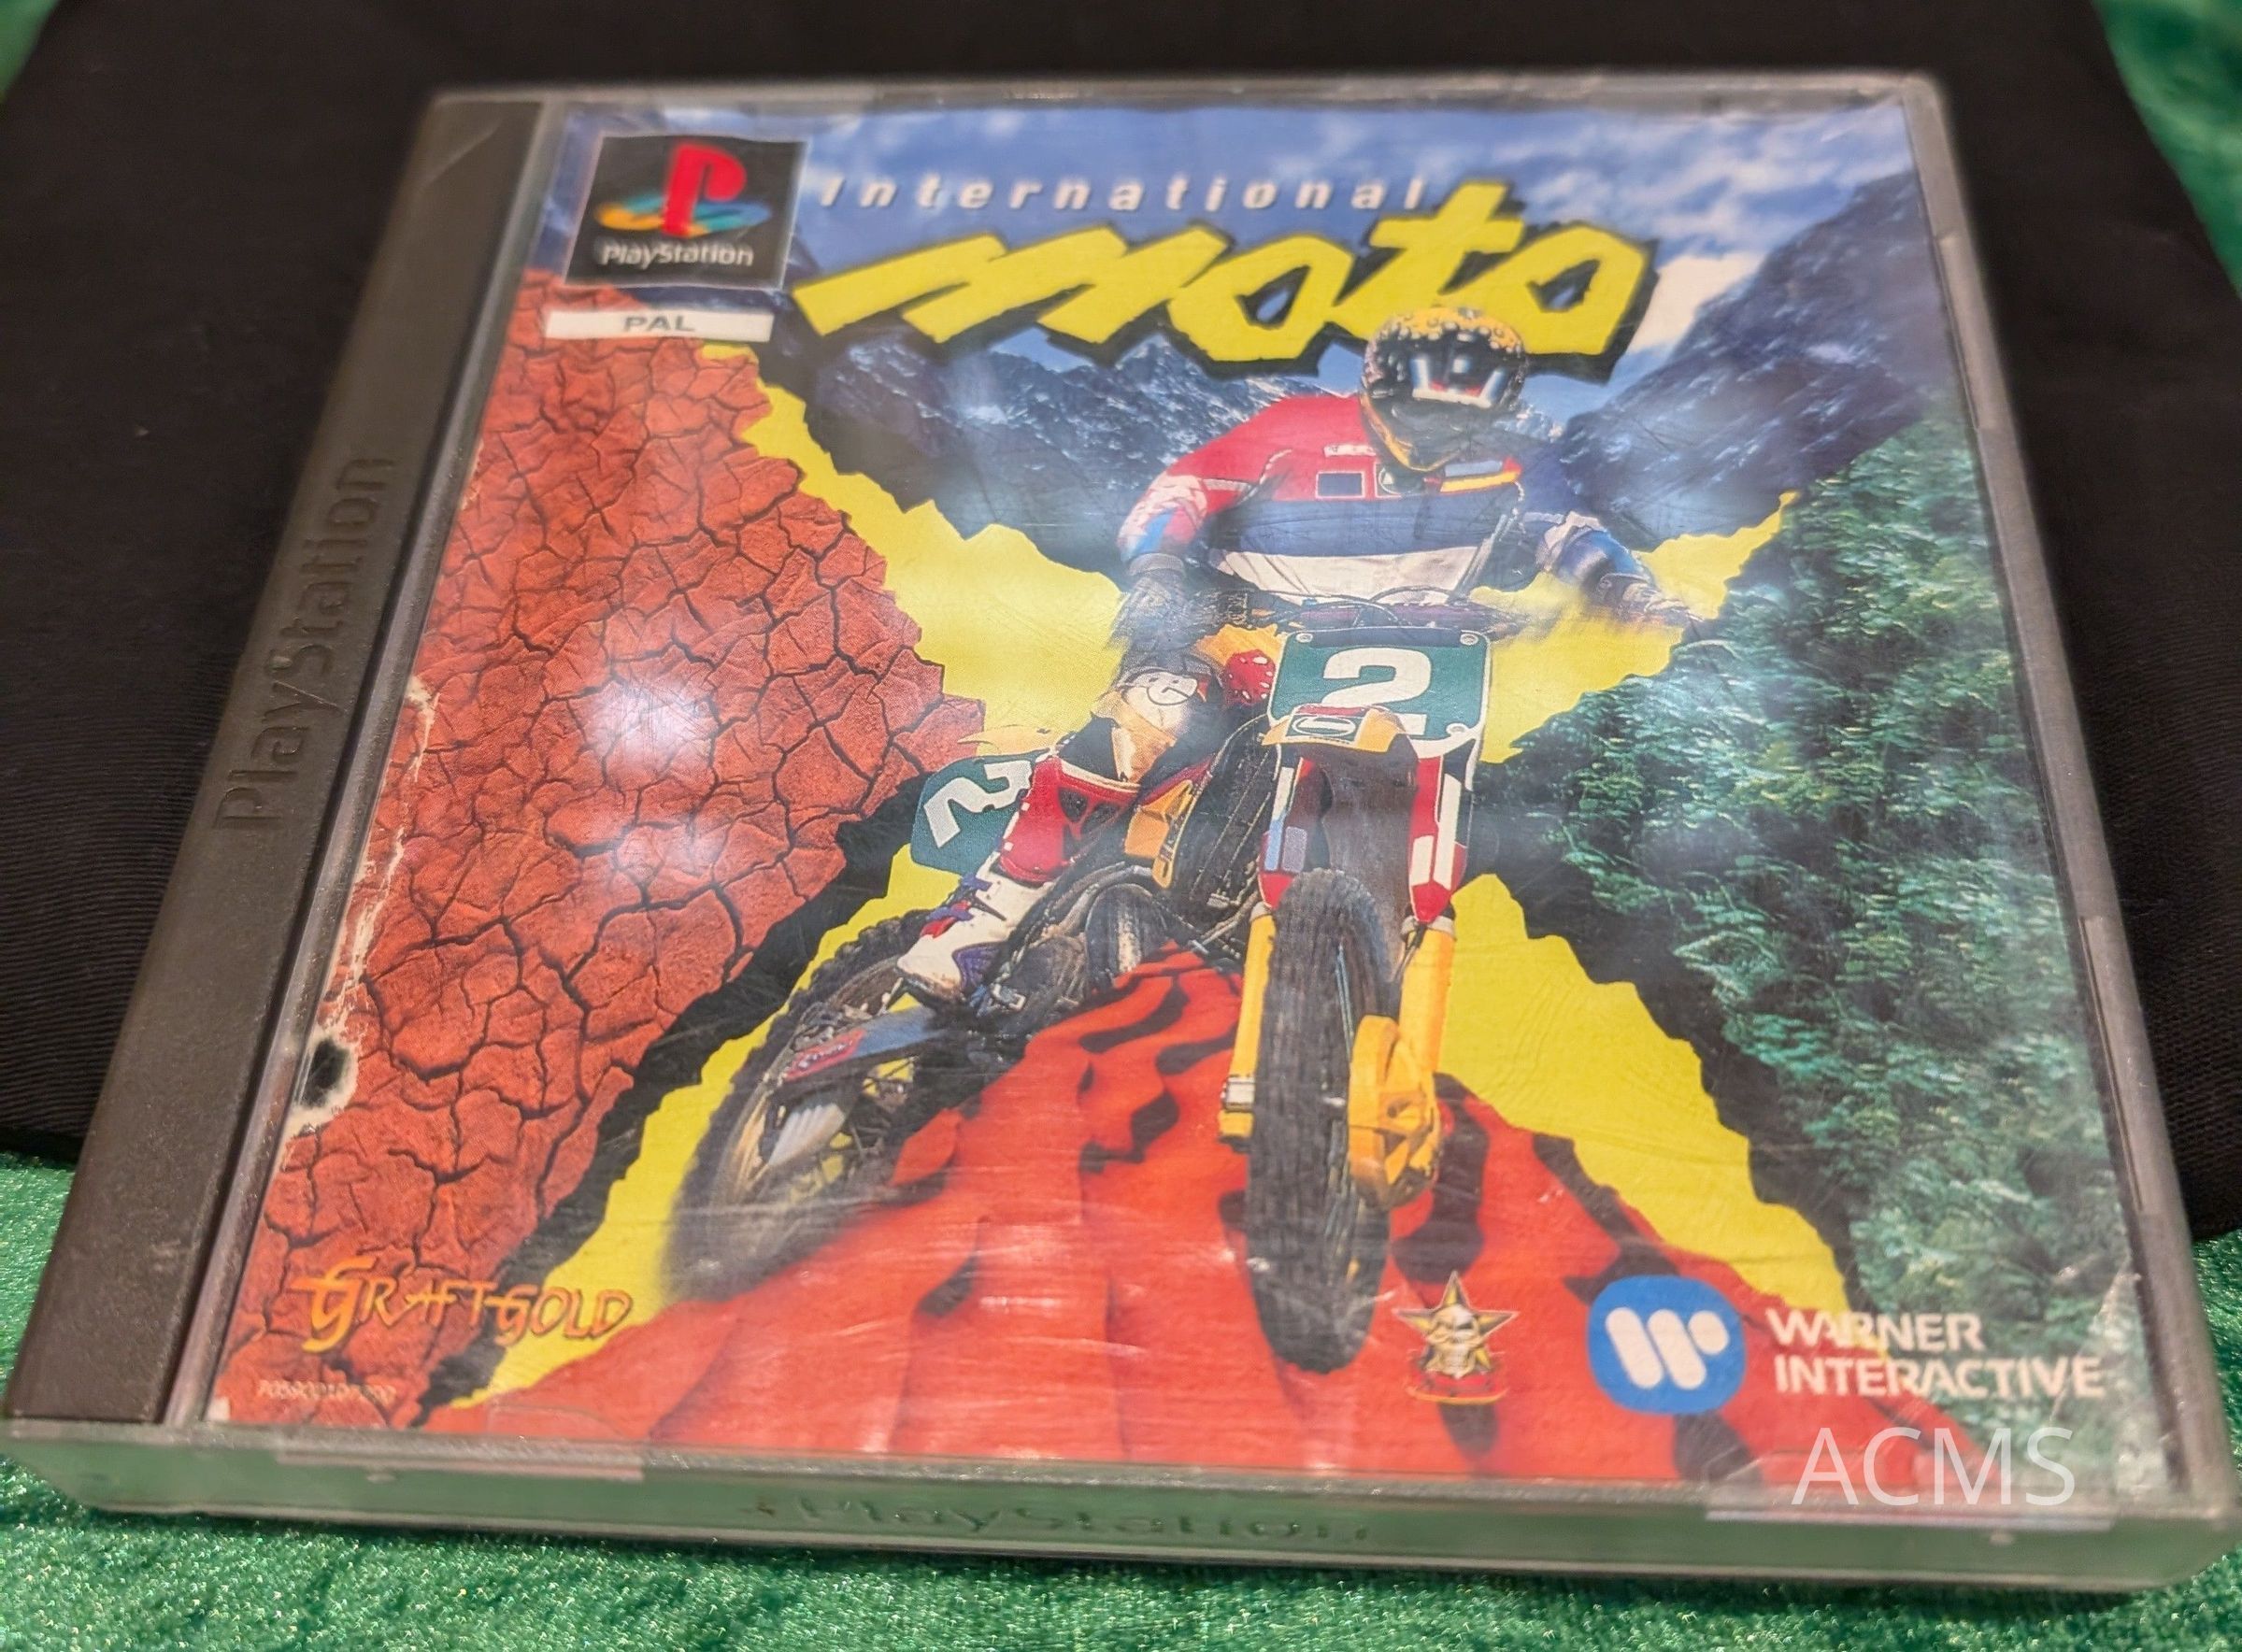 PlayStation
International
moto
PAL
PlayStation
2
2
GRAFTGOLD
WARNER
INTERACTIVE
ACMS
PlayStation